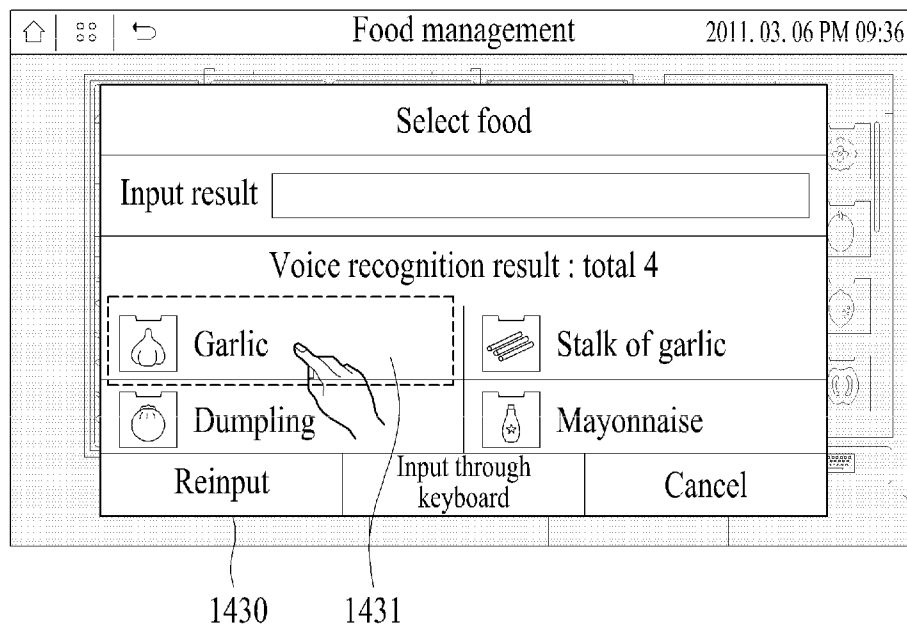 Food management 2011. 03. 06 PM 09:36
Select food
Input result
Voice recognition result : total 4
Garlic Stalk of garlic
Dumpling Mayonnaise
Reinput Input through keyboard Cancel
1430 1431